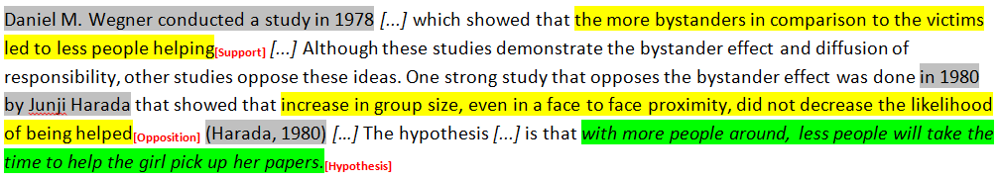 Daniel M. Wegner conducted a study in 1978 [...] which showed that the more bystanders in comparison to the victims
led to less people helping[Support] [...] Although these studies demonstrate the bystander effect and diffusion of
responsibility, other studies oppose these ideas. One strong study that opposes the bystander effect was done in 1980
by Junji Harada that showed that increase in group size, even in a face to face proximity, did not decrease the likelihood
of being helped[Opposition] (Harada, 1980) [...] The hypothesis [...] is that with more people around, less people will take the
time to help the girl pick up her papers.[Hypothesis]